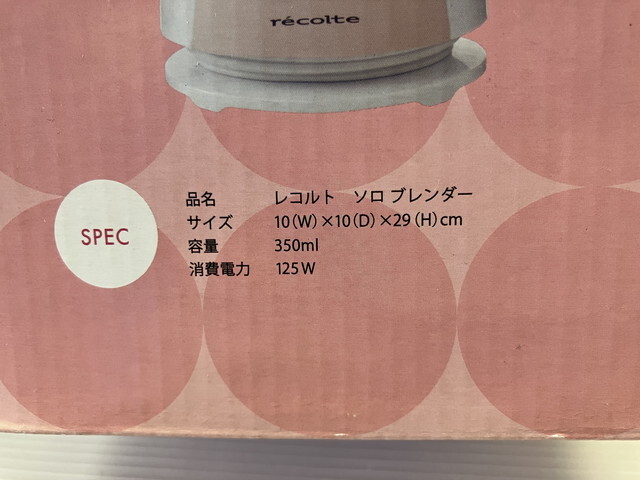 récolte
SPEC
品名 レコルト ソロ ブレンダー
サイズ 10(W)×10(D)×29(H)cm
容量 350ml
消費電力 125W